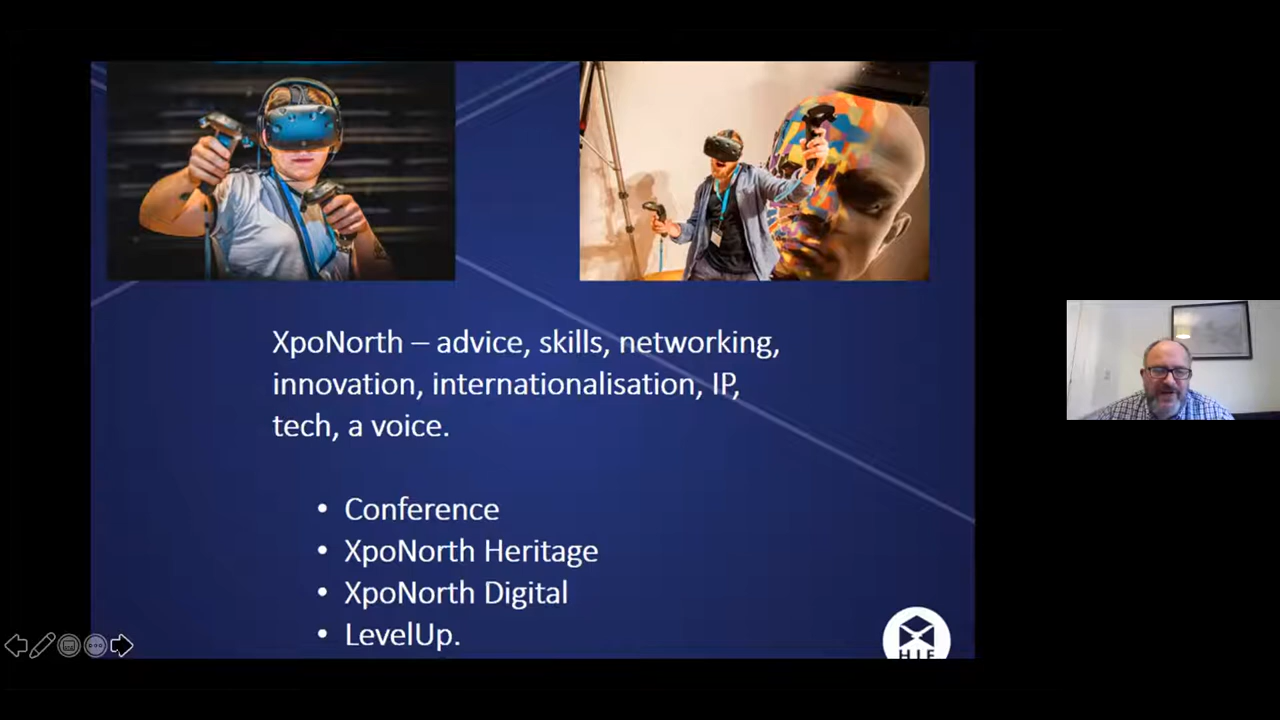 XpoNorth – advice, skills, networking,
innovation, internationalisation, IP,
tech, a voice.
• Conference
• XpoNorth Heritage
• XpoNorth Digital
• LevelUp.